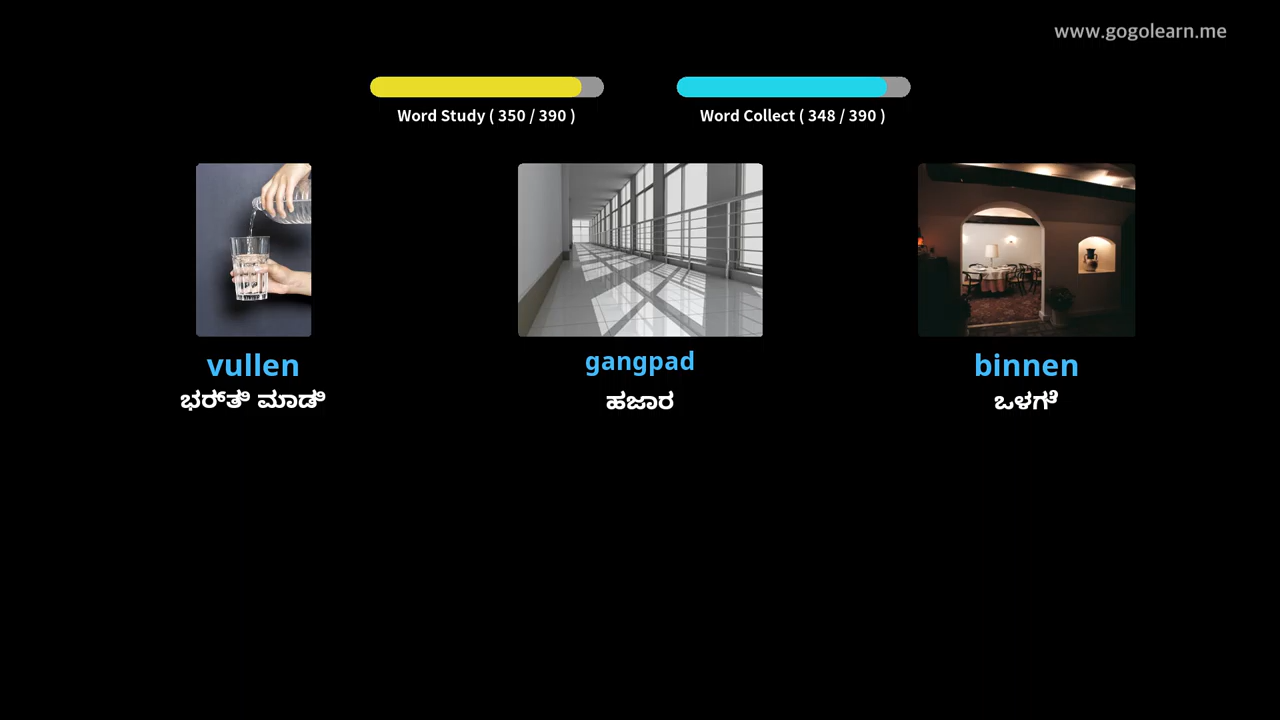 www.gogolearn.me
Word Study ( 350 / 390 )
Word Collect ( 348 / 390 )
vullen
gangpad
binnen
ಭರ್ತಿ ಮಾಡಿ
ಹಜಾರ
ಒಳಗೆ